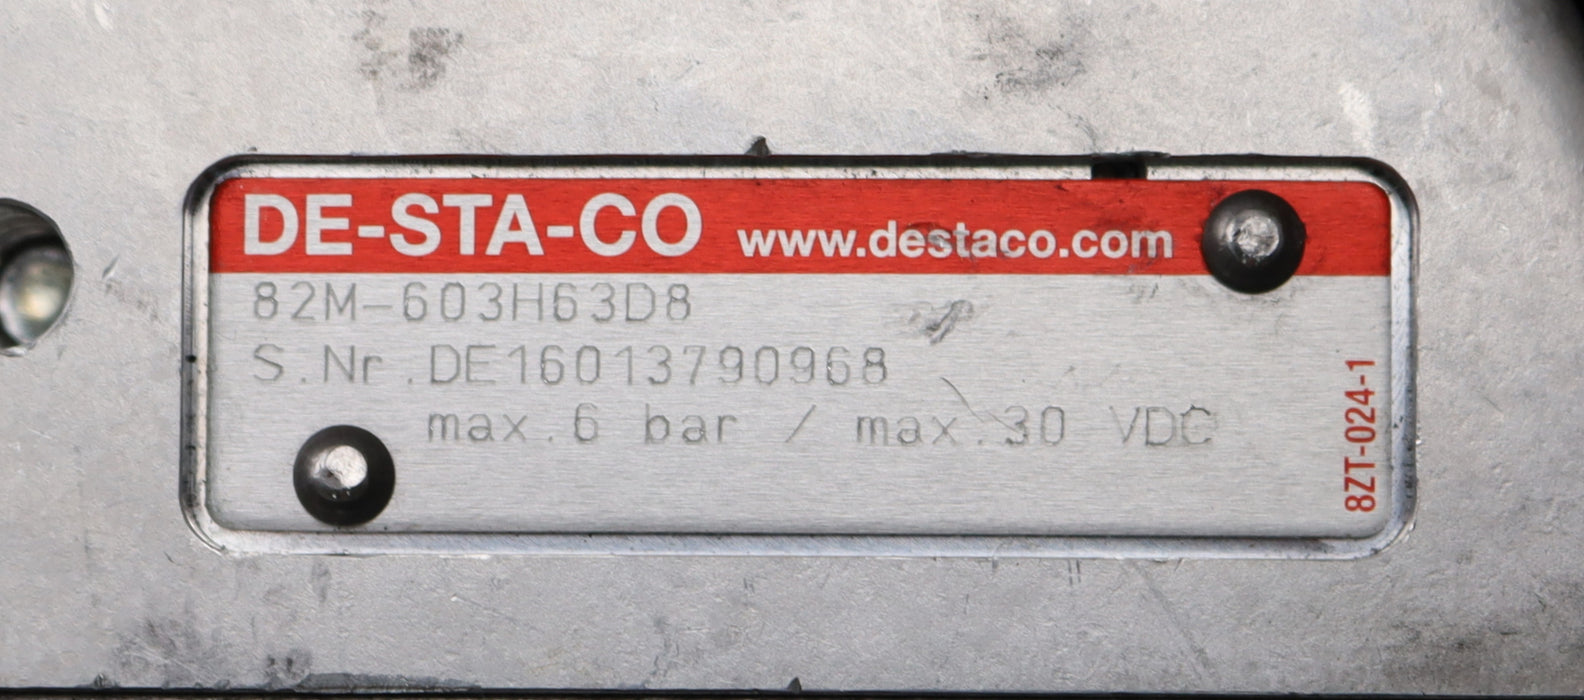 DE-STA-CO www.destaco.com
82M-603H63D8
S.Nr.DE16013790968
max.6 bar / max.30 VDC
8ZT-024-1